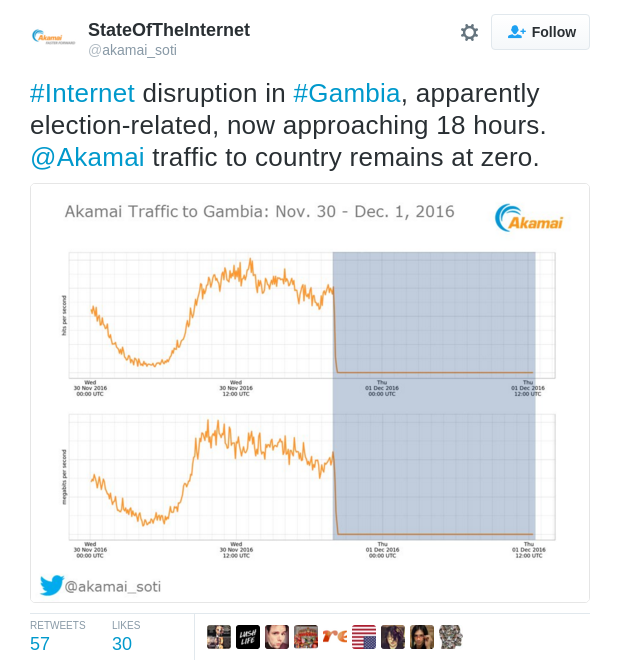 Akamai
StateOfTheInternet
@akamai_soti
Follow
#Internet disruption in #Gambia, apparently
election-related, now approaching 18 hours.
@Akamai traffic to country remains at zero.
Akamai Traffic to Gambia: Nov. 30 - Dec. 1, 2016
Akamai
hits per second
Wed
30 Nov 2016
00:00 UTC
Wed
30 Nov 2016
12:00 UTC
Thu
01 Dec 2016
00:00 UTC
Thu
01 Dec 2016
12:00 UTC
megabits per second
Wed
30 Nov 2016
00:00 UTC
Wed
30 Nov 2016
12:00 UTC
Thu
01 Dec 2016
00:00 UTC
Thu
01 Dec 2016
12:00 UTC
@akamai_soti
RETWEETS
57
LIKES
30
LUSH
LIFE
re